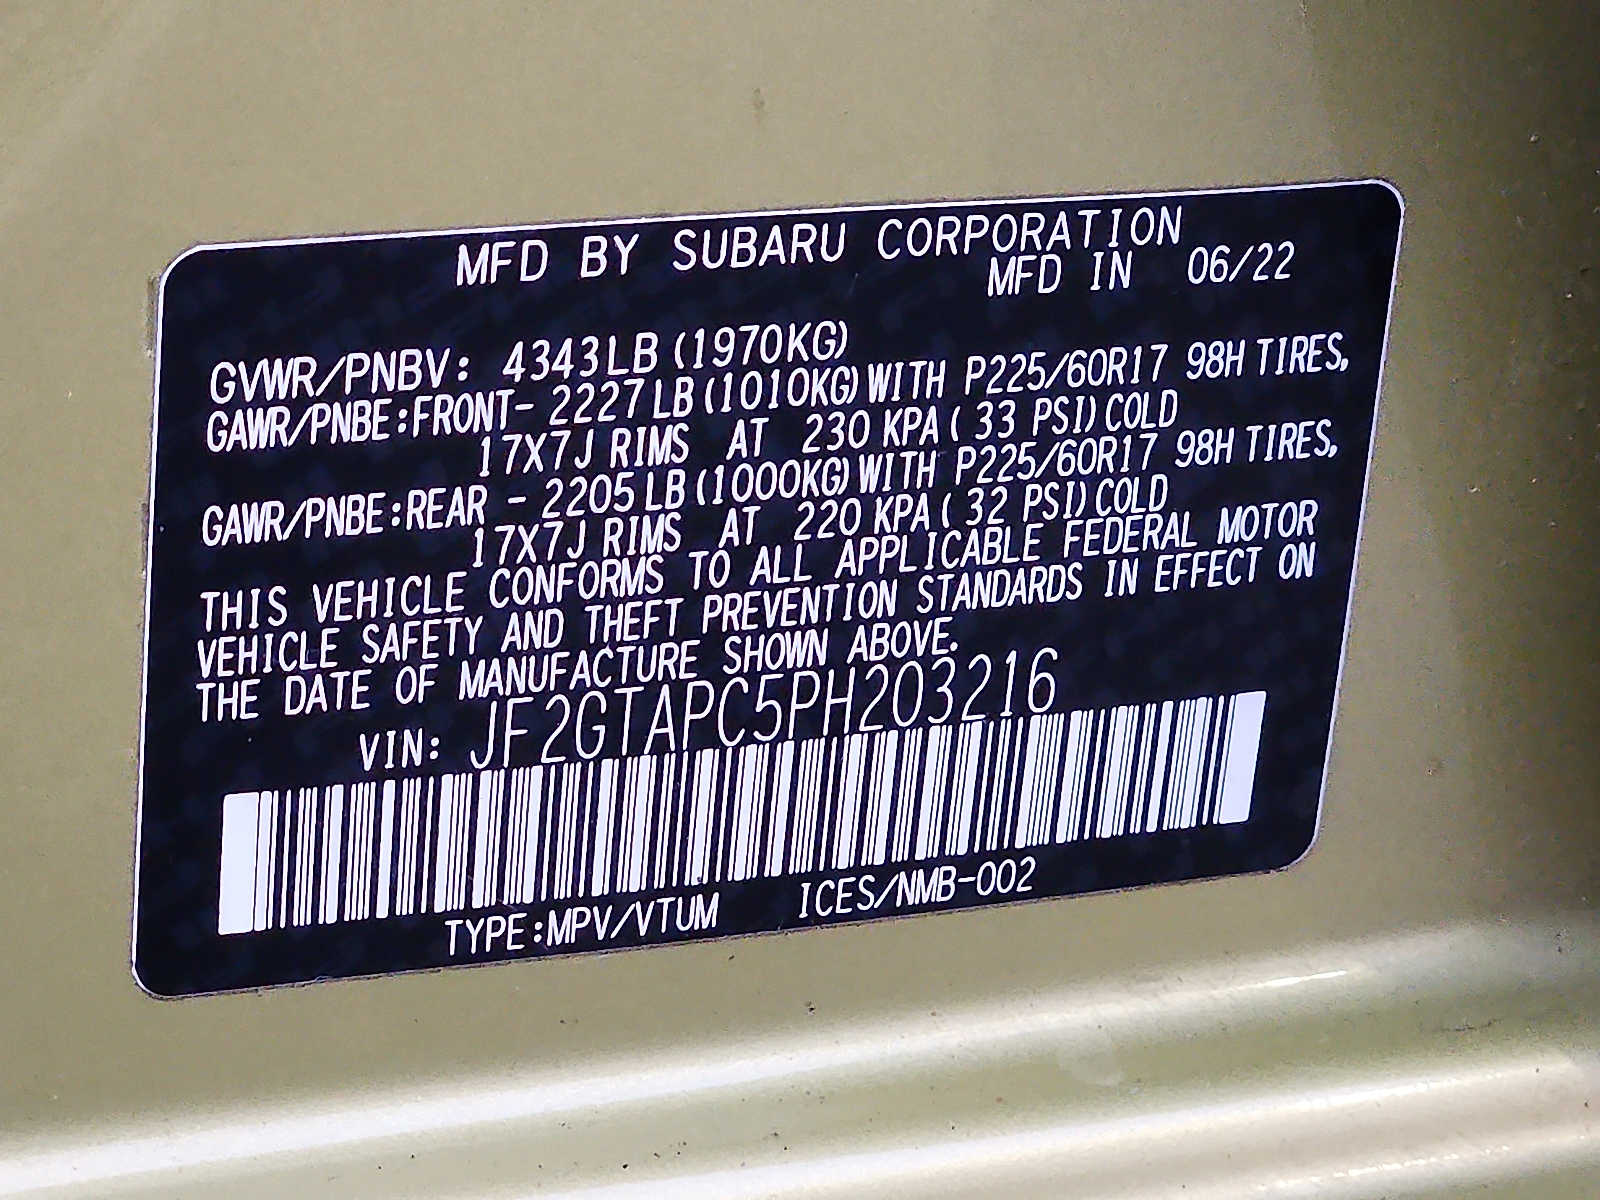 MFD BY SUBARU CORPORATION
MFD IN 06/22
GVWR/PNBV: 4343LB (1970KG)
GAWR/PNBE:FRONT- 2227LB (1010KG) WITH P225/60R17 98H TIRES,
17X7J RIMS AT 230 KPA ( 33 PSI) COLD
GAWR/PNBE:REAR - 2205LB (1000KG) WITH P225/60R17 98H TIRES,
17X7J RIMS AT 220 KPA ( 32 PSI) COLD
THIS VEHICLE CONFORMS TO ALL APPLICABLE FEDERAL MOTOR
VEHICLE SAFETY AND THEFT PREVENTION STANDARDS IN EFFECT ON
THE DATE OF MANUFACTURE SHOWN ABOVE.
VIN: JF2GTAPC5PH203216
TYPE:MPV/VTUM ICES/NMB-002